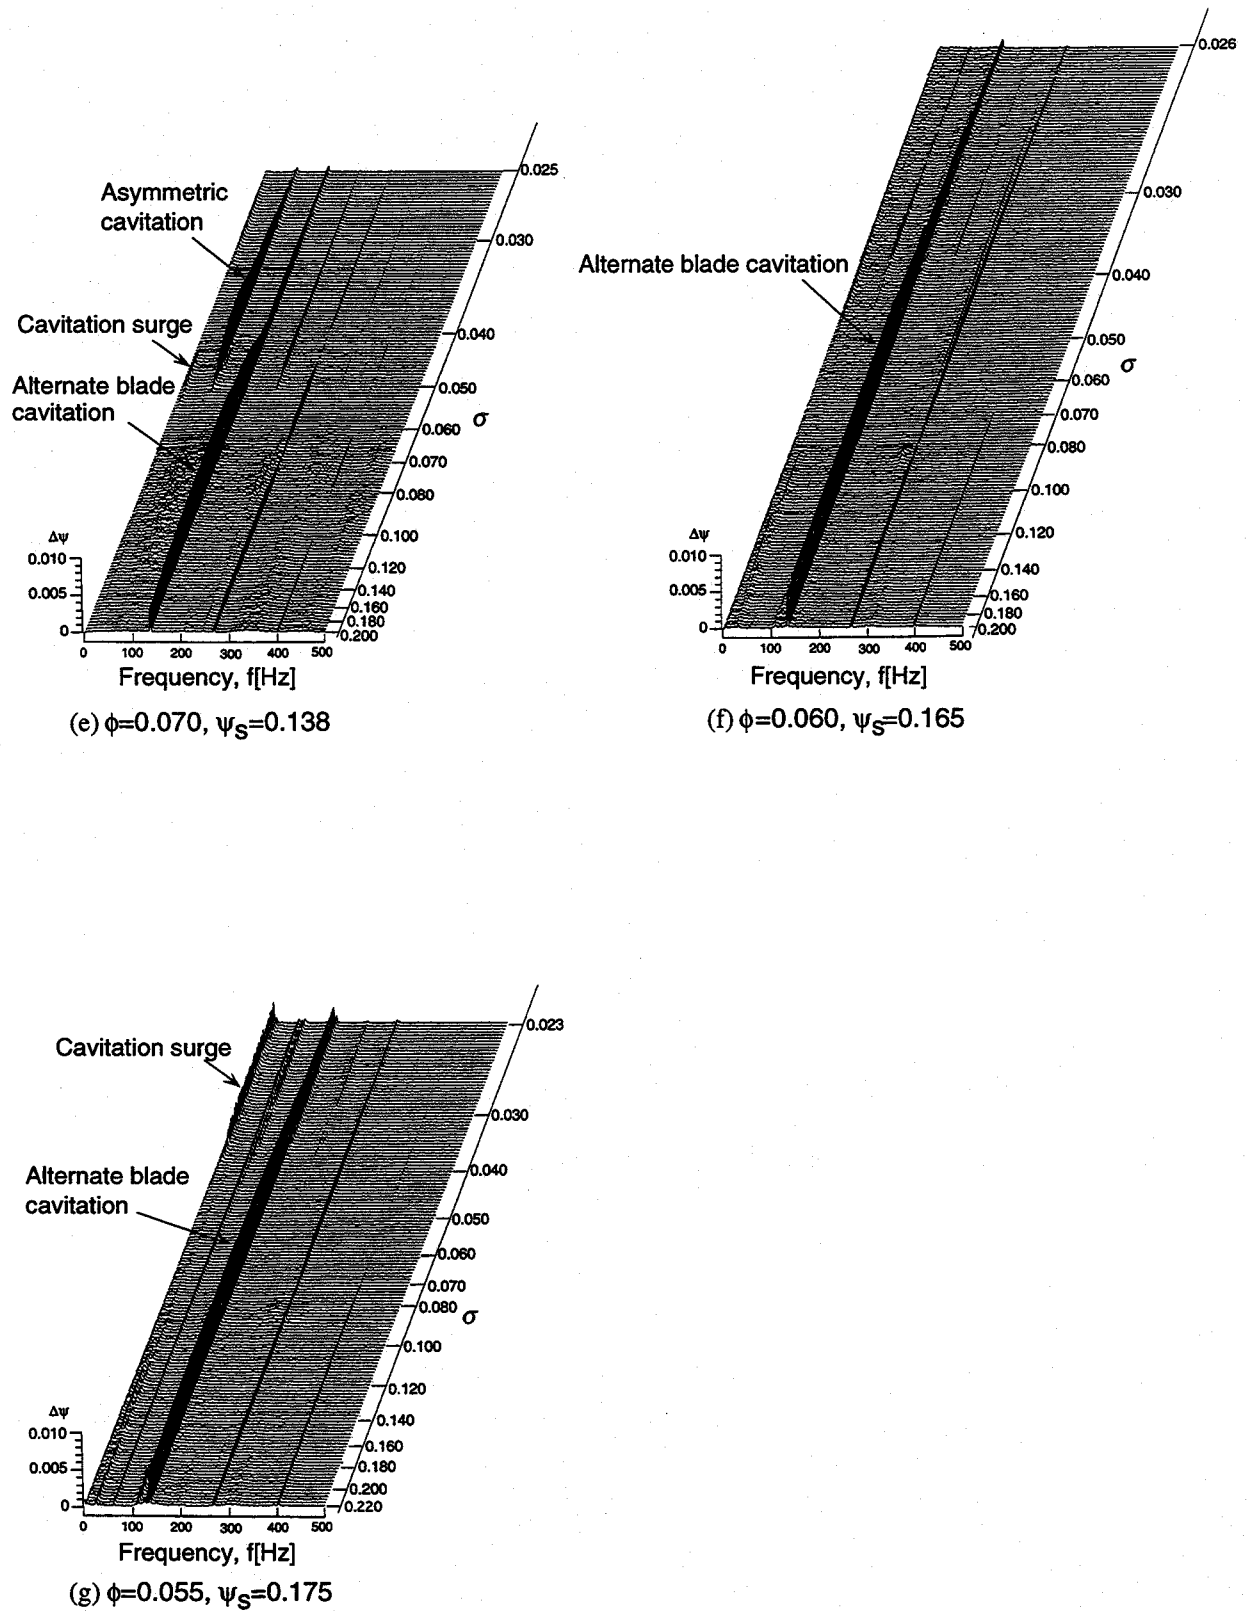 Asymmetric
cavitation
Cavitation surge
Alternate blade
cavitation
0.025
0.030
0.040
0.050
0.060
σ
0.070
0.080
0.100
0.120
0.140
0.160
0.180
0.200
Δψ
0.010
0.005
0
0 100 200 300 400 500
Frequency, f[Hz]
(e) ϕ=0.070, ψS=0.138
Alternate blade cavitation
0.026
0.030
0.040
0.050
σ
0.060
0.070
0.080
0.100
0.120
0.140
0.160
0.180
0.200
Δψ
0.010
0.005
0
0 100 200 300 400 500
Frequency, f[Hz]
(f) ϕ=0.060, ψS=0.165
Cavitation surge
Alternate blade
cavitation
0.023
0.030
0.040
0.050
0.060
0.070
0.080
σ
0.100
0.120
0.140
0.160
0.180
0.200
0.220
Δψ
0.010
0.005
0
0 100 200 300 400 500
Frequency, f[Hz]
(g) ϕ=0.055, ψS=0.175